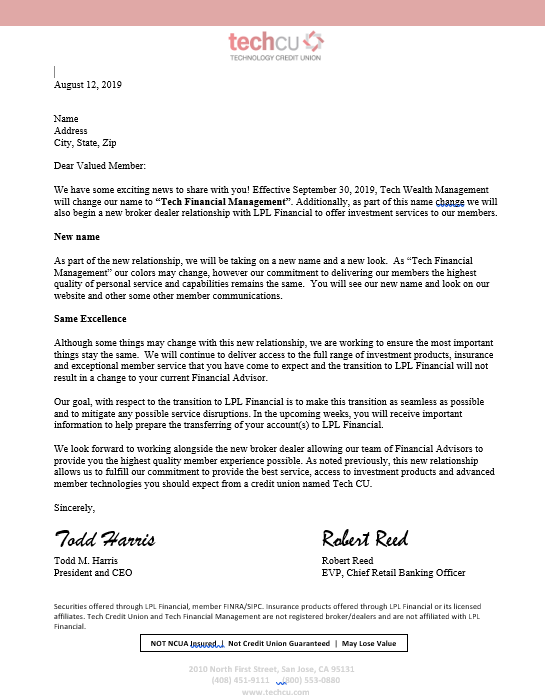 techcu
TECHNOLOGY CREDIT UNION
August 12, 2019
Name
Address
City, State, Zip
Dear Valued Member:
We have some exciting news to share with you! Effective September 30, 2019, Tech Wealth Management
will change our name to “Tech Financial Management”. Additionally, as part of this name change we will
also begin a new broker dealer relationship with LPL Financial to offer investment services to our members.
New name
As part of the new relationship, we will be taking on a new name and a new look. As “Tech Financial
Management” our colors may change, however our commitment to delivering our members the highest
quality of personal service and capabilities remains the same. You will see our new name and look on our
website and other some other member communications.
Same Excellence
Although some things may change with this new relationship, we are working to ensure the most important
things stay the same. We will continue to deliver access to the full range of investment products, insurance
and exceptional member service that you have come to expect and the transition to LPL Financial will not
result in a change to your current Financial Advisor.
Our goal, with respect to the transition to LPL Financial is to make this transition as seamless as possible
and to mitigate any possible service disruptions. In the upcoming weeks, you will receive important
information to help prepare the transferring of your account(s) to LPL Financial.
We look forward to working alongside the new broker dealer allowing our team of Financial Advisors to
provide you the highest quality member experience possible. As noted previously, this new relationship
allows us to fulfill our commitment to provide the best service, access to investment products and advanced
member technologies you should expect from a credit union named Tech CU.
Sincerely,
Todd Harris Robert Reed
Todd M. Harris Robert Reed
President and CEO EVP, Chief Retail Banking Officer
Securities offered through LPL Financial, member FINRA/SIPC. Insurance products offered through LPL Financial or its licensed
affiliates. Tech Credit Union and Tech Financial Management are not registered broker/dealers and are not affiliated with LPL
Financial.
NOT NCUA Insured | Not Credit Union Guaranteed | May Lose Value
2010 North First Street, San Jose, CA 95131
(408) 451-9111 (800) 553-0880
www.techcu.com